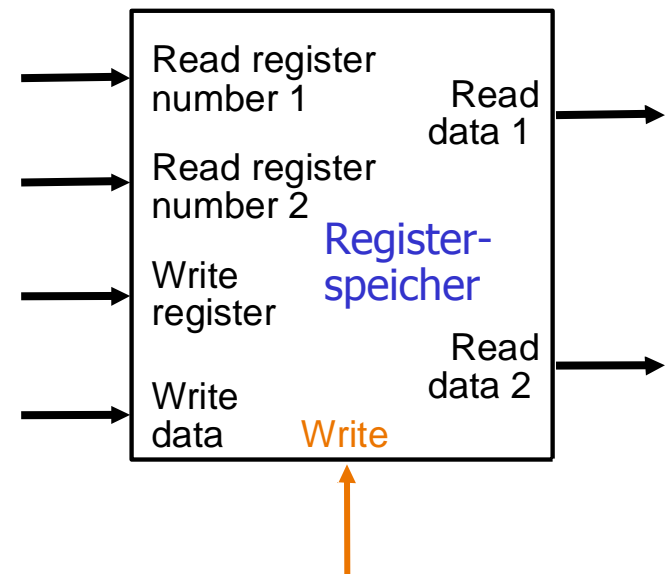 Read register
number 1
Read
data 1
Read register
number 2
Register-
speicher
Write
register
Read
data 2
Write
data
Write